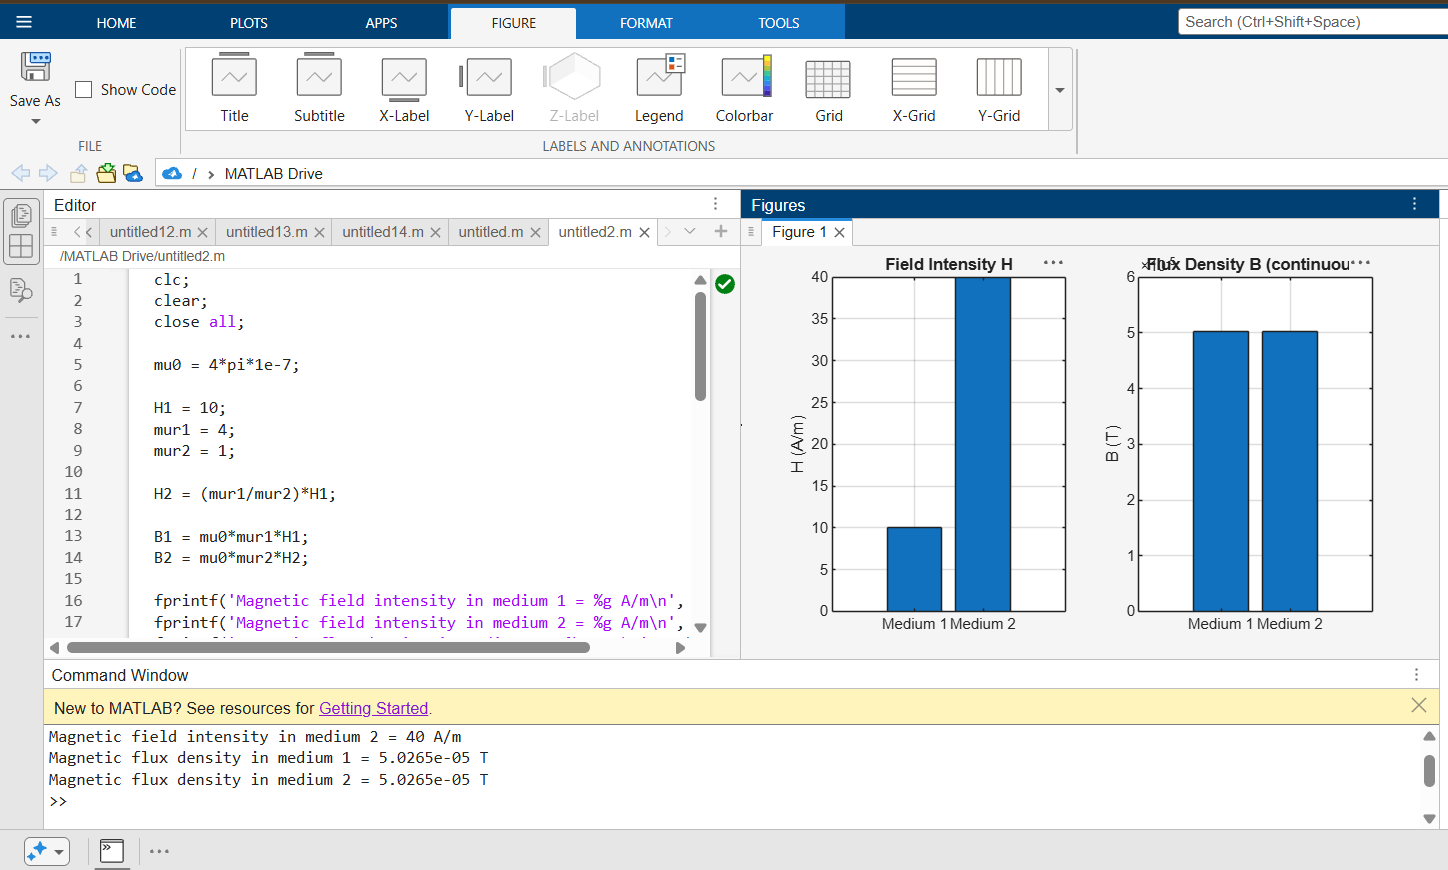 HOME PLOTS APPS FIGURE FORMAT TOOLS Search (Ctrl+Shift+Space)
Save As
Show Code
Title Subtitle X-Label Y-Label Z-Label Legend Colorbar Grid X-Grid Y-Grid
FILE LABELS AND ANNOTATIONS
/ › MATLAB Drive
Editor
untitled12.m untitled13.m untitled14.m untitled.m untitled2.m
/MATLAB Drive/untitled2.m
1 clc;
2 clear;
3 close all;
4
5 mu0 = 4*pi*1e-7;
6
7 H1 = 10;
8 mur1 = 4;
9 mur2 = 1;
10
11 H2 = (mur1/mur2)*H1;
12
13 B1 = mu0*mur1*H1;
14 B2 = mu0*mur2*H2;
15
16 fprintf('Magnetic field intensity in medium 1 = %g A/m\n',
17 fprintf('Magnetic field intensity in medium 2 = %g A/m\n',
Figures
Figure 1
Field Intensity H
40
35
30
25
20
15
10
5
0
H (A/m)
Medium 1 Medium 2
Flux Density B (continuou
6
5
4
3
2
1
0
B (T)
Medium 1 Medium 2
Command Window
New to MATLAB? See resources for Getting Started.
Magnetic field intensity in medium 2 = 40 A/m
Magnetic flux density in medium 1 = 5.0265e-05 T
Magnetic flux density in medium 2 = 5.0265e-05 T
>>